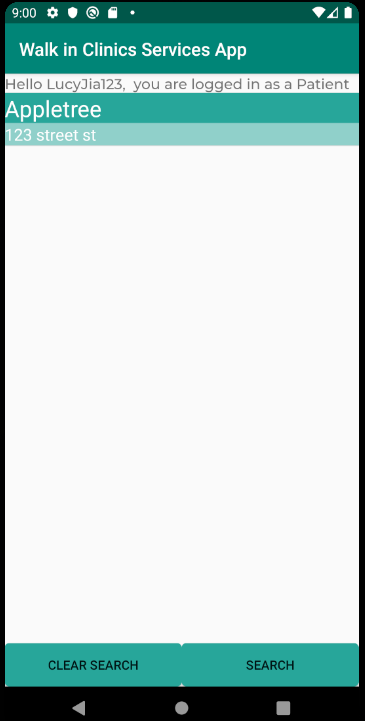 9:00
Walk in Clinics Services App
Hello LucyJia123, you are logged in as a Patient
Appletree
123 street st
CLEAR SEARCH
SEARCH